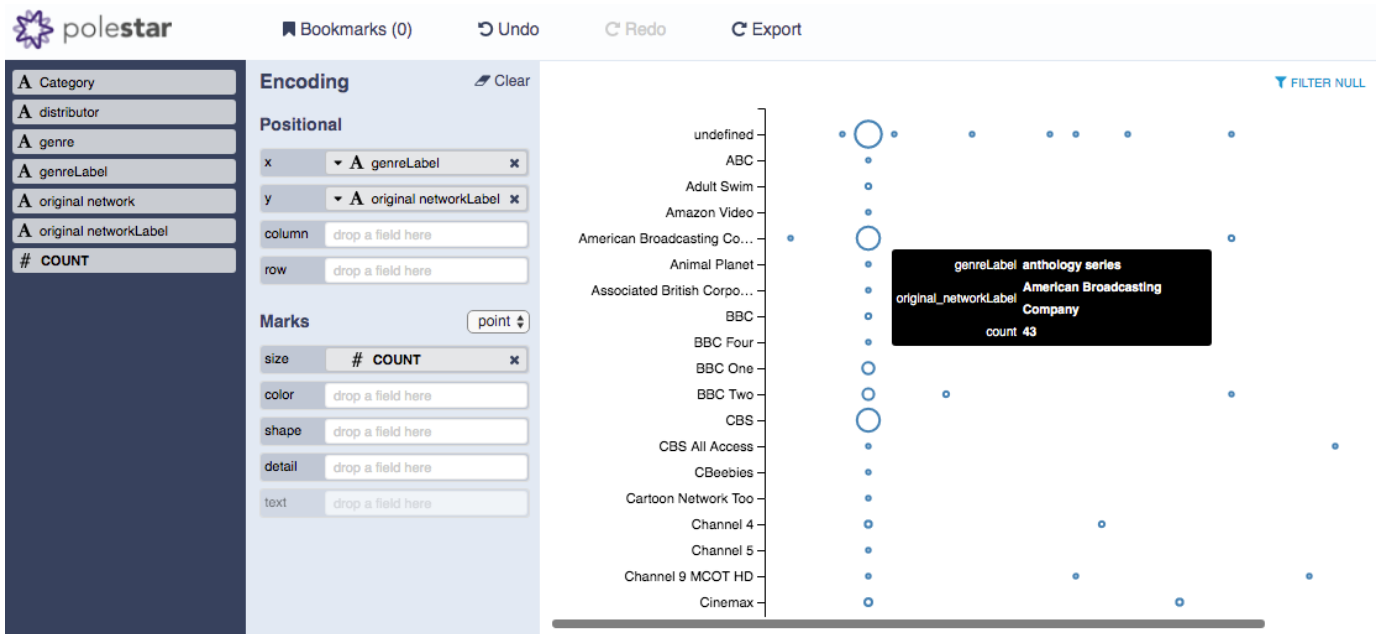 polestar
Bookmarks (0)
Undo
Redo
Export
A Category
A distributor
A genre
A genreLabel
A original network
A original networkLabel
# COUNT
Encoding
Clear
Positional
x A genreLabel ×
y A original networkLabel ×
column drop a field here
row drop a field here
Marks
point
size # COUNT ×
color drop a field here
shape drop a field here
detail drop a field here
text drop a field here
FILTER NULL
undefined
ABC
Adult Swim
Amazon Video
American Broadcasting Co...
Animal Planet
Associated British Corpo...
BBC
BBC Four
BBC One
BBC Two
CBS
CBS All Access
CBeebies
Cartoon Network Too
Channel 4
Channel 5
Channel 9 MCOT HD
Cinemax
genreLabel anthology series
original_networkLabel American Broadcasting
Company
count 43